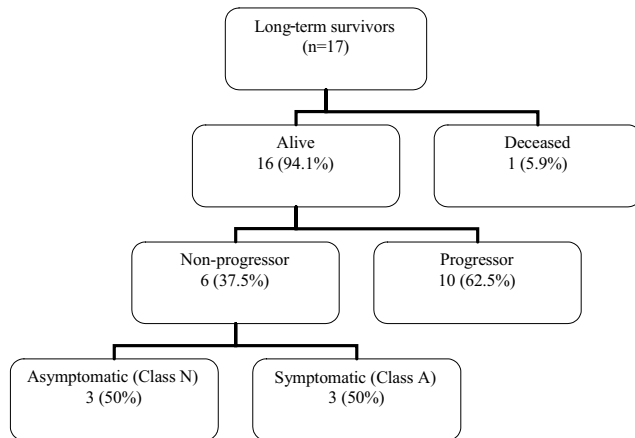 Long-term survivors
(n=17)
Alive
16 (94.1%)
Deceased
1 (5.9%)
Non-progressor
6 (37.5%)
Progressor
10 (62.5%)
Asymptomatic (Class N)
3 (50%)
Symptomatic (Class A)
3 (50%)